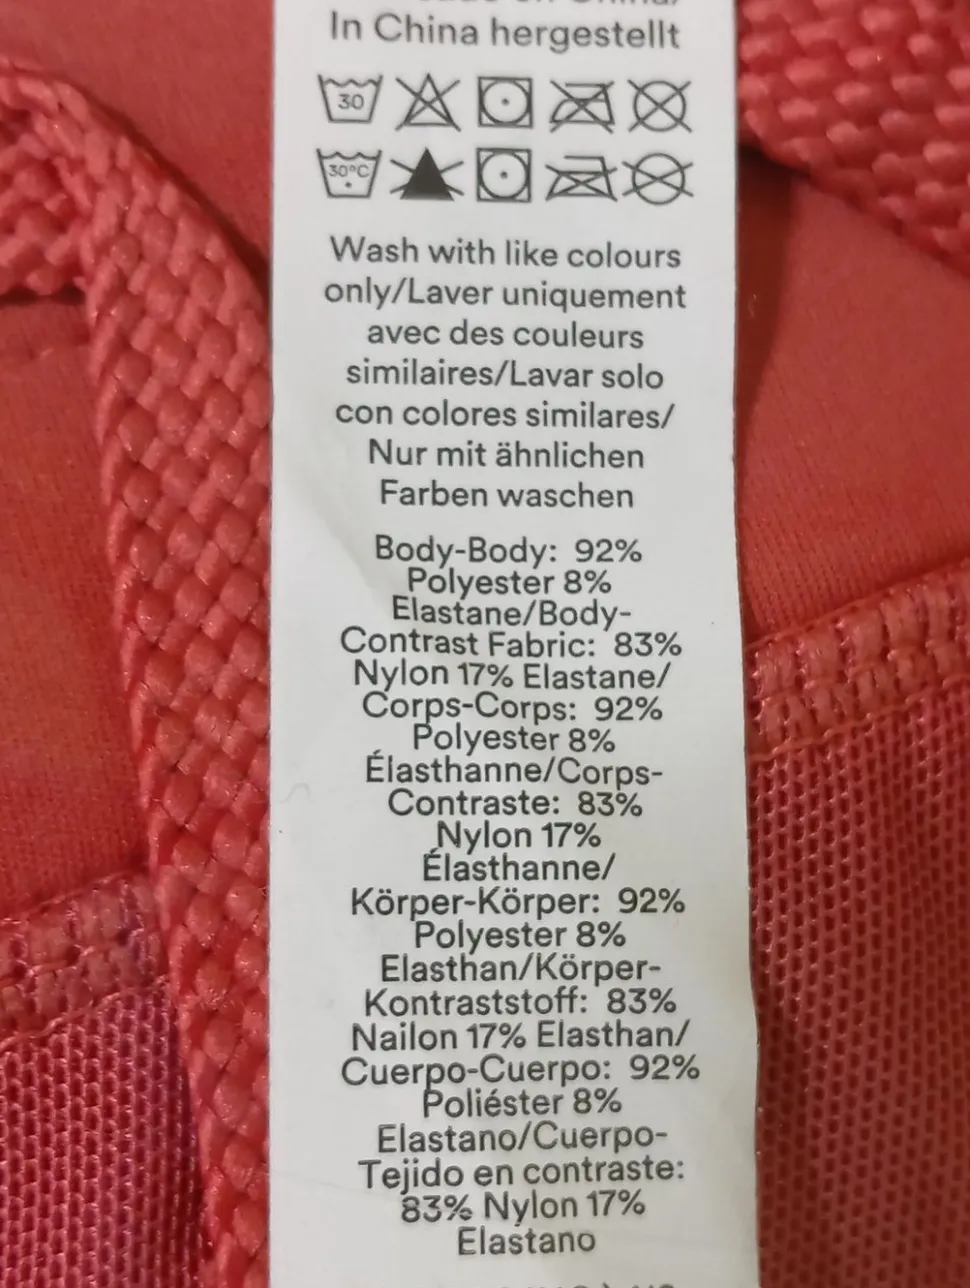 In China hergestellt
30
30°C
Wash with like colours
only/Laver uniquement
avec des couleurs
similaires/Lavar solo
con colores similares/
Nur mit ähnlichen
Farben waschen
Body-Body: 92%
Polyester 8%
Elastane/Body-
Contrast Fabric: 83%
Nylon 17% Elastane/
Corps-Corps: 92%
Polyester 8%
Élasthanne/Corps-
Contraste: 83%
Nylon 17%
Élasthanne/
Körper-Körper: 92%
Polyester 8%
Elasthan/Körper-
Kontraststoff: 83%
Nailon 17% Elasthan/
Cuerpo-Cuerpo: 92%
Poliéster 8%
Elastano/Cuerpo-
Tejido en contraste:
83% Nylon 17%
Elastano